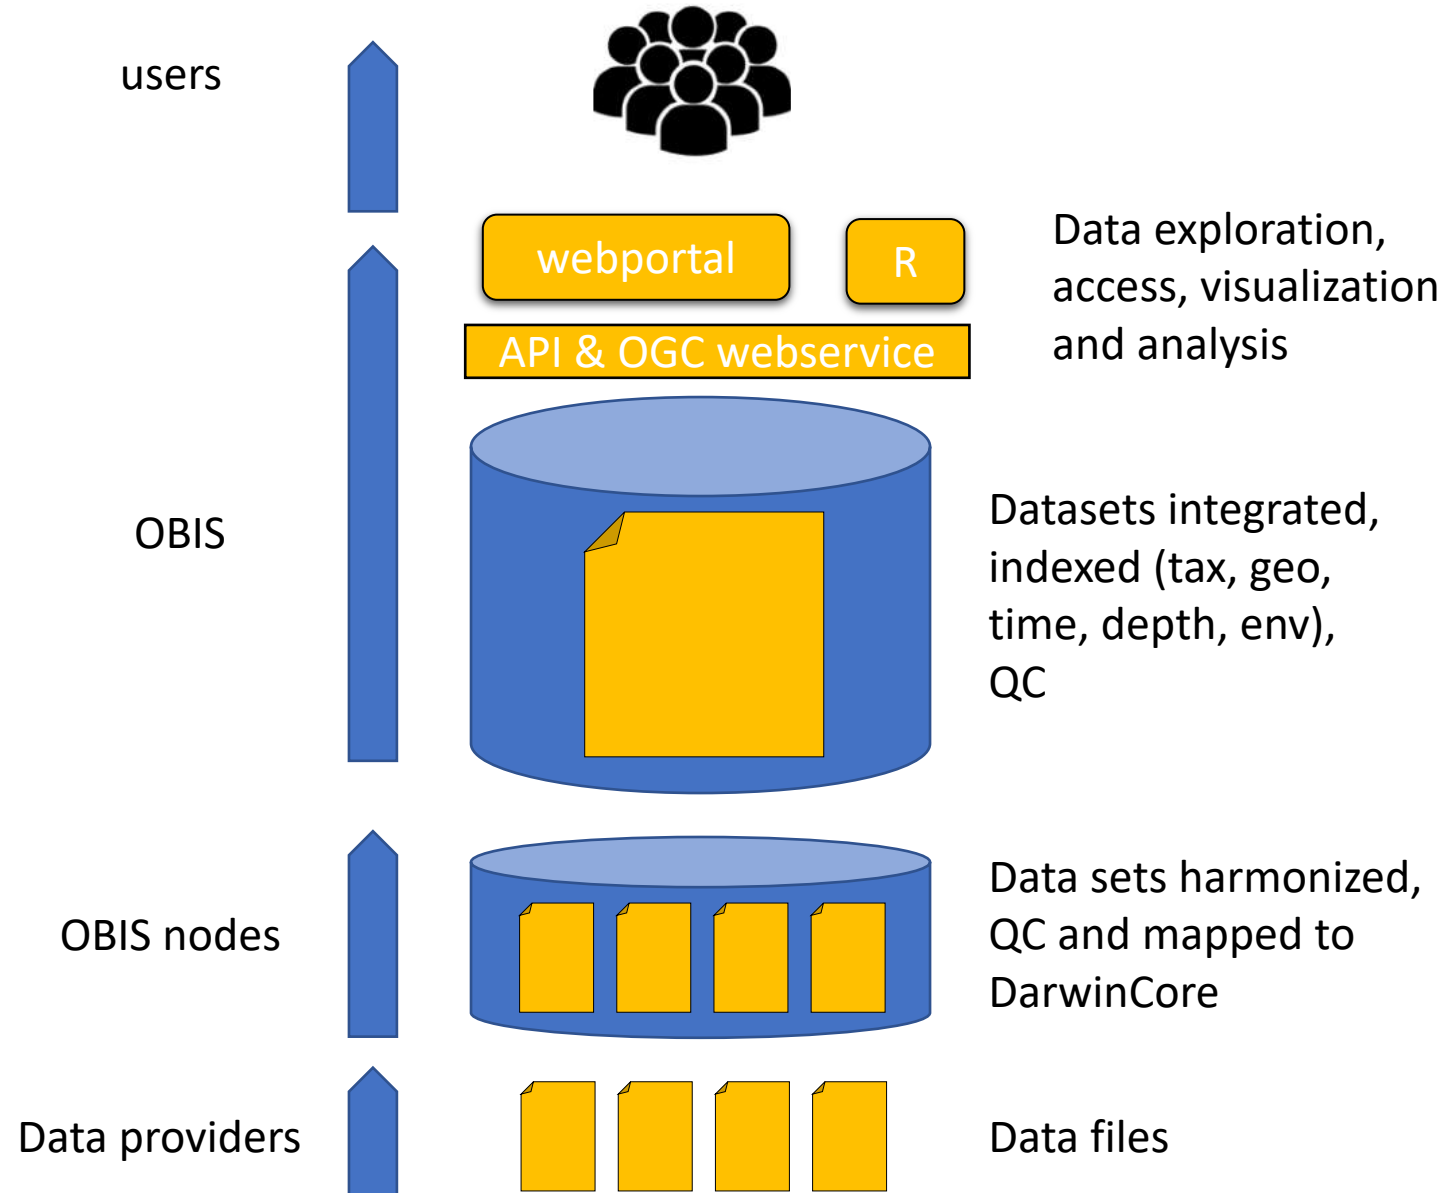 users
webportal
R
Data exploration,
access, visualization
and analysis
API & OGC webservice
OBIS
Datasets integrated,
indexed (tax, geo,
time, depth, env),
QC
OBIS nodes
Data sets harmonized,
QC and mapped to
DarwinCore
Data providers
Data files